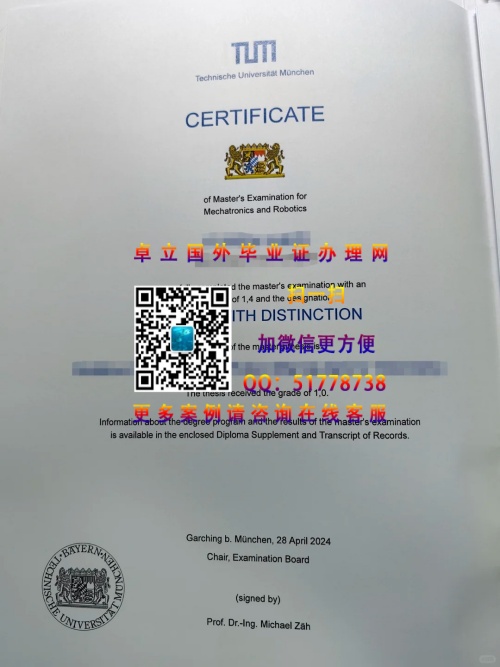 TUM
Technische Universität München
CERTIFICATE
of Master's Examination for
Mechatronics and Robotics
卓立国外毕业证办理网
the master's examination with an
扫一扫
of 1,4 and the designation
WITH DISTINCTION
加微信更方便
of the master's thesis is
QQ：51778738
The thesis received the grade of 1,0.
更多案例请咨询在线客服
Information about the degree program and the results of the master's examination
is available in the enclosed Diploma Supplement and Transcript of Records.
Garching b. München, 28 April 2024
Chair, Examination Board
(signed by)
Prof. Dr.-Ing. Michael Zäh
BAYERN
TECHNISCHE UNIVERSITÄT MÜNCHEN